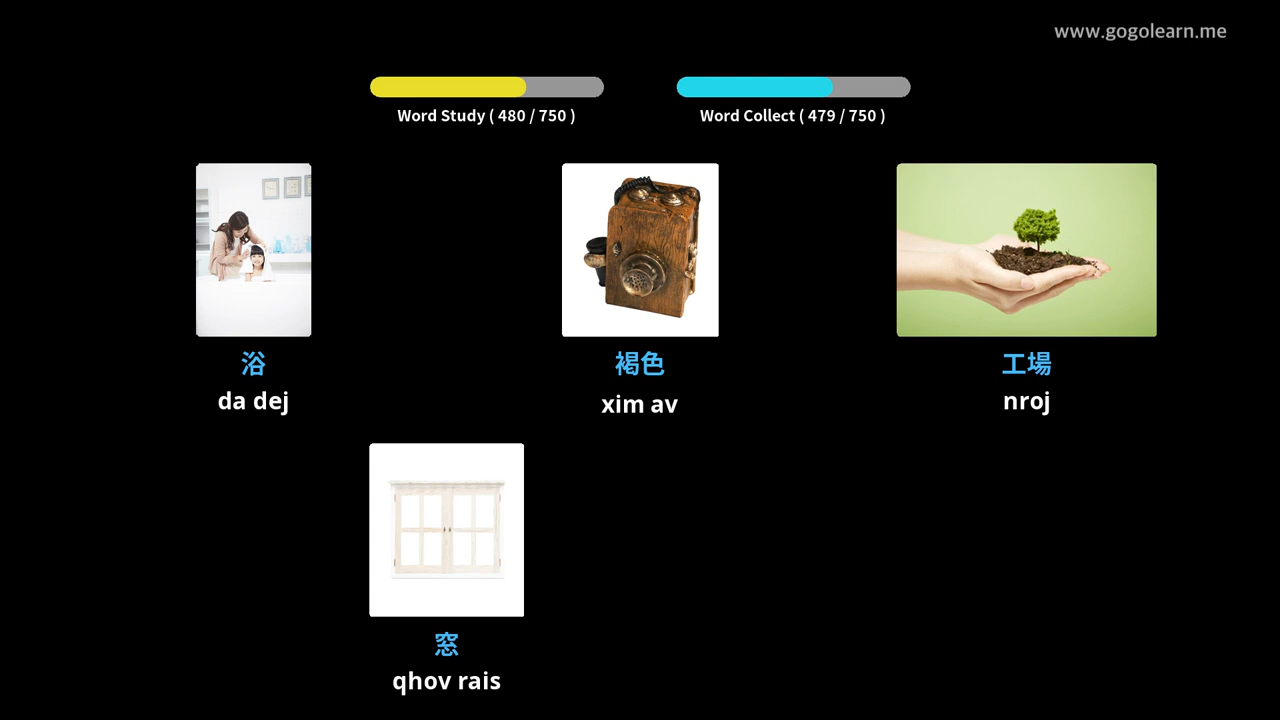 www.gogolearn.me
Word Study ( 480 / 750 )
Word Collect ( 479 / 750 )
浴
da dej
褐色
xim av
工場
nroj
窓
qhov rais